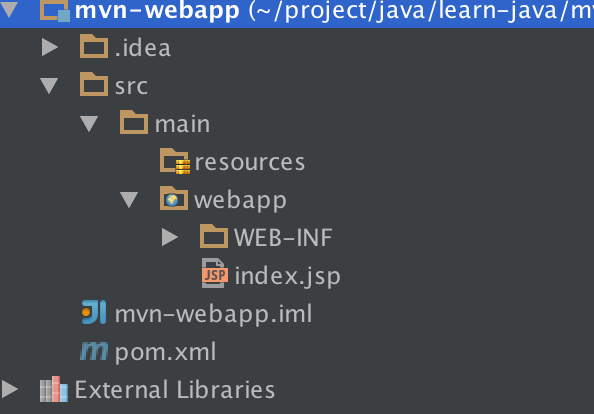 mvn-webapp (~/project/java/learn-java/m
.idea
src
main
resources
webapp
WEB-INF
JSP index.jsp
mvn-webapp.iml
pom.xml
External Libraries